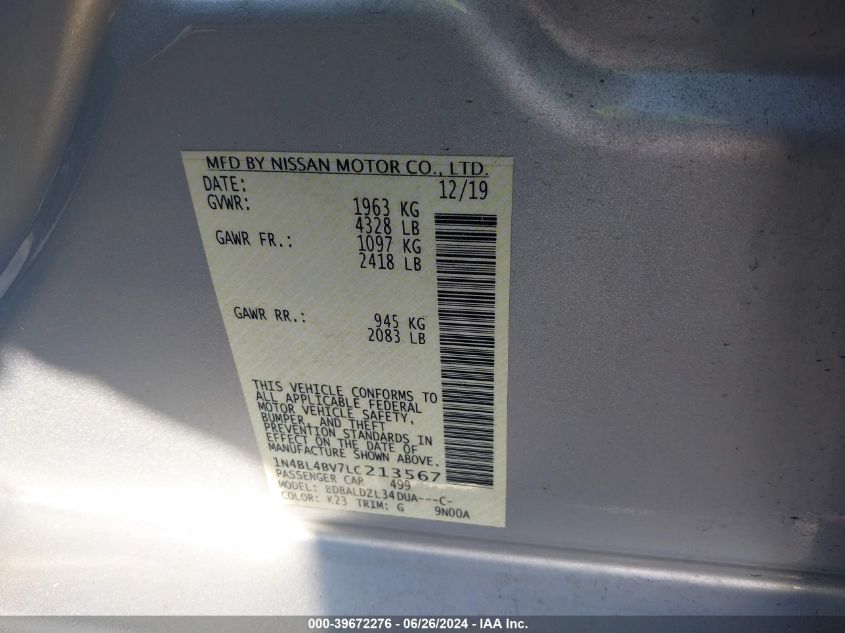 MFD BY NISSAN MOTOR CO., LTD.
DATE: 12/19
GVWR: 1963 KG
4328 LB
GAWR FR.: 1097 KG
2418 LB
GAWR RR.: 945 KG
2083 LB
THIS VEHICLE CONFORMS TO
ALL APPLICABLE FEDERAL
MOTOR VEHICLE SAFETY,
BUMPER, AND THEFT
PREVENTION STANDARDS IN
EFFECT ON THE DATE OF
MANUFACTURE SHOWN ABOVE.
1N4BL4BV7LC213567
PASSENGER CAR 499
MODEL: BDBALDZL34DUA---C-
COLOR: K23 TRIM: G 9N00A
000-39672276 - 06/26/2024 - IAA Inc.